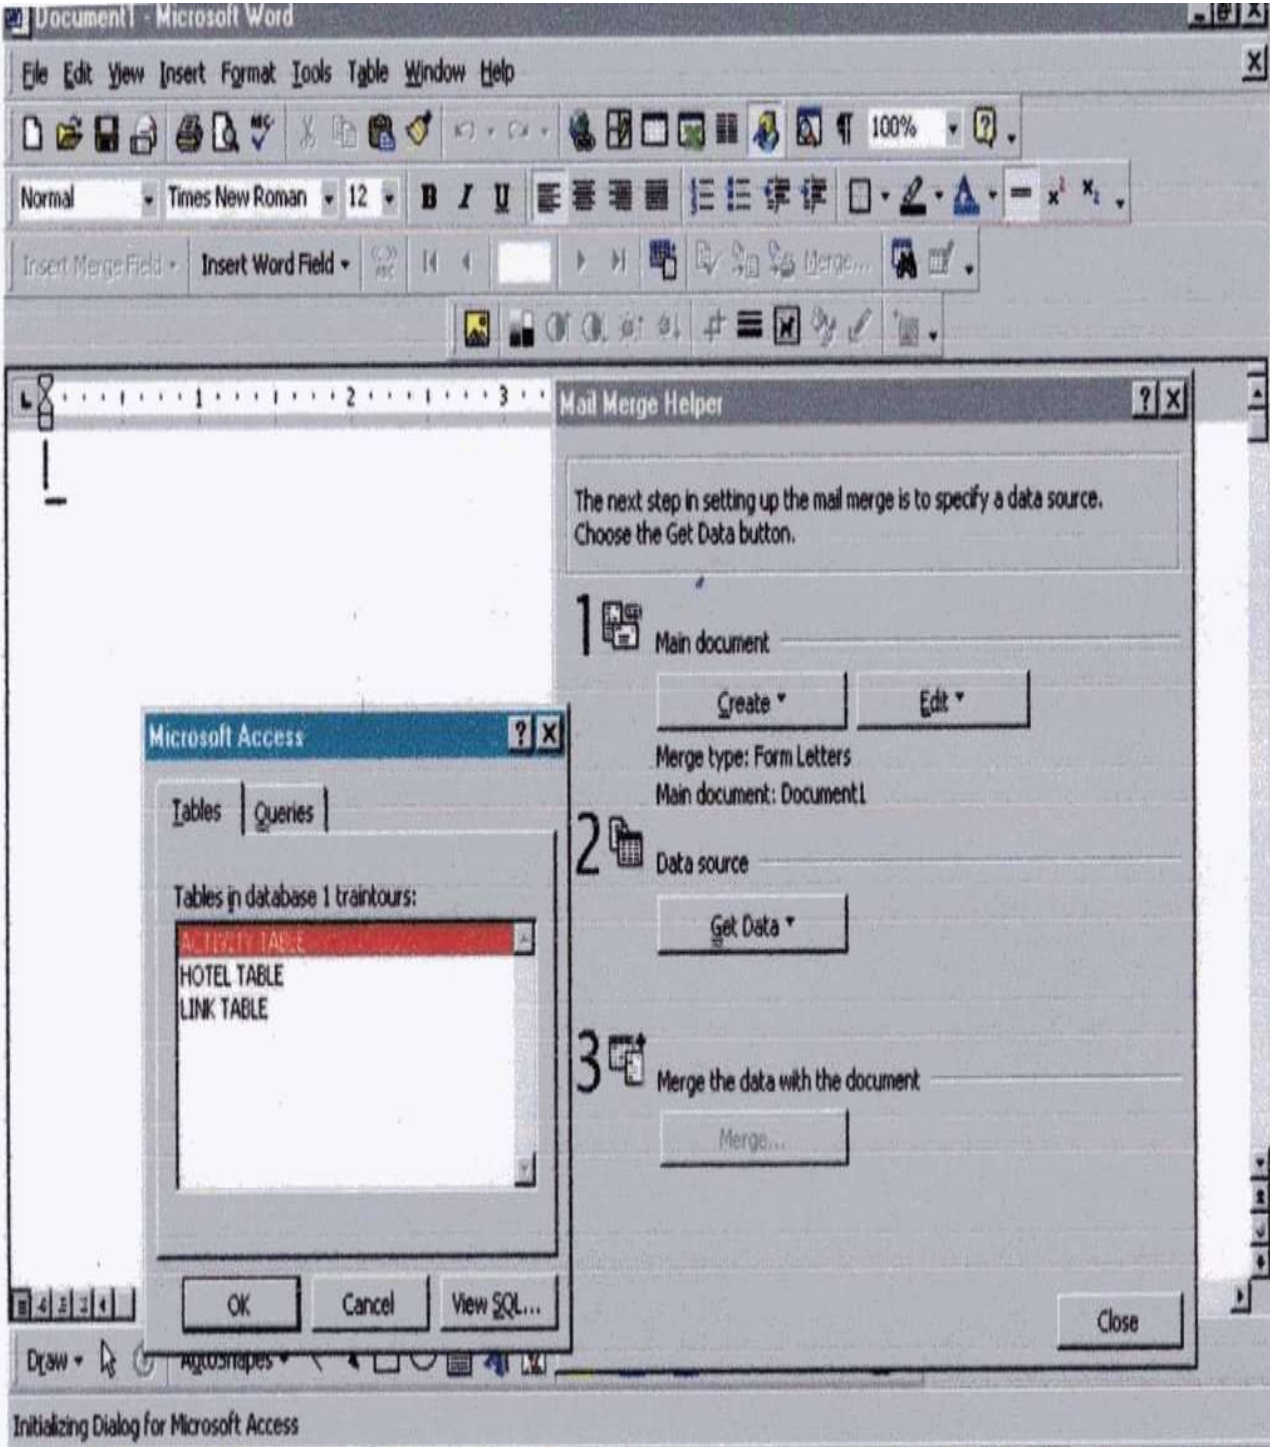 Document1 - Microsoft Word
File Edit View Insert Format Tools Table Window Help
100%
Normal Times New Roman 12 B I U
Insert Merge Field Insert Word Field Merge...
1 2 3
Mail Merge Helper
The next step in setting up the mail merge is to specify a data source.
Choose the Get Data button.
1 Main document
Create Edit
Merge type: Form Letters
Main document: Document1
2 Data source
Get Data
3 Merge the data with the document
Merge...
Close
Microsoft Access
Tables Queries
Tables in database 1 traintours:
ACTIVITY TABLE
HOTEL TABLE
LINK TABLE
OK Cancel View SQL...
Draw AutoShapes
Initializing Dialog for Microsoft Access